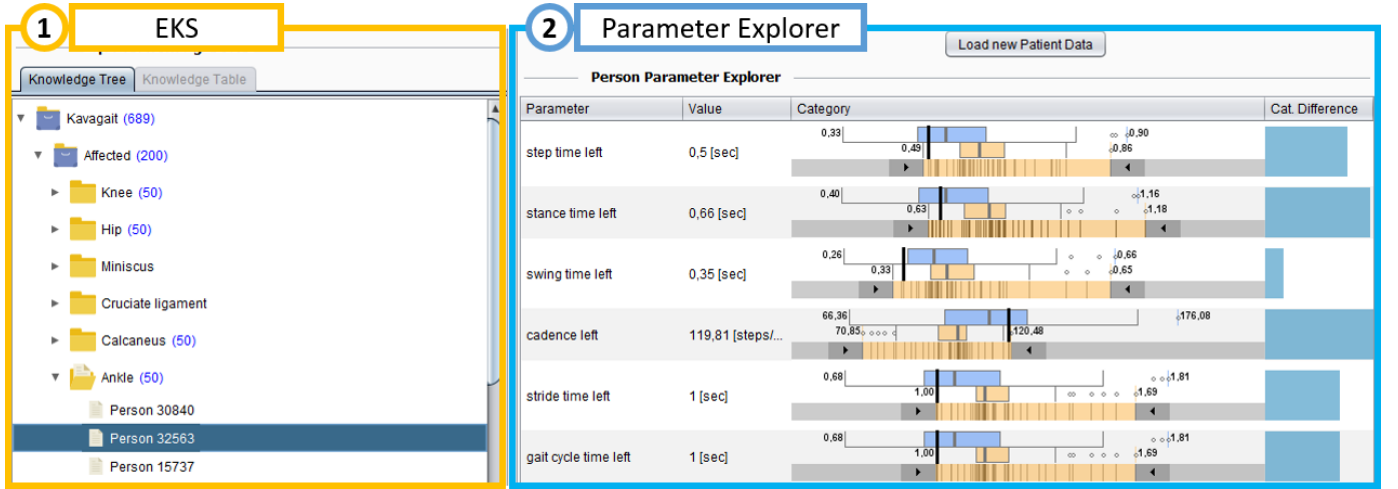 1 EKS
Knowledge Tree Knowledge Table
Kavagait (689)
Affected (200)
Knee (50)
Hip (50)
Miniscus
Cruciate ligament
Calcaneus (50)
Ankle (50)
Person 30840
Person 32563
Person 15737
2 Parameter Explorer
Load new Patient Data
Person Parameter Explorer
Parameter Value Category Cat. Difference
0,33 0,90
step time left 0,5 [sec] 0,49 0,86
0,40 1,16
stance time left 0,66 [sec] 0,63 1,18
0,26 0,66
swing time left 0,35 [sec] 0,33 0,65
66,36 176,08
cadence left 119,81 [steps/... 70,85 120,48
0,68 1,81
stride time left 1 [sec] 1,00 1,69
0,68 1,81
gait cycle time left 1 [sec] 1,00 1,69